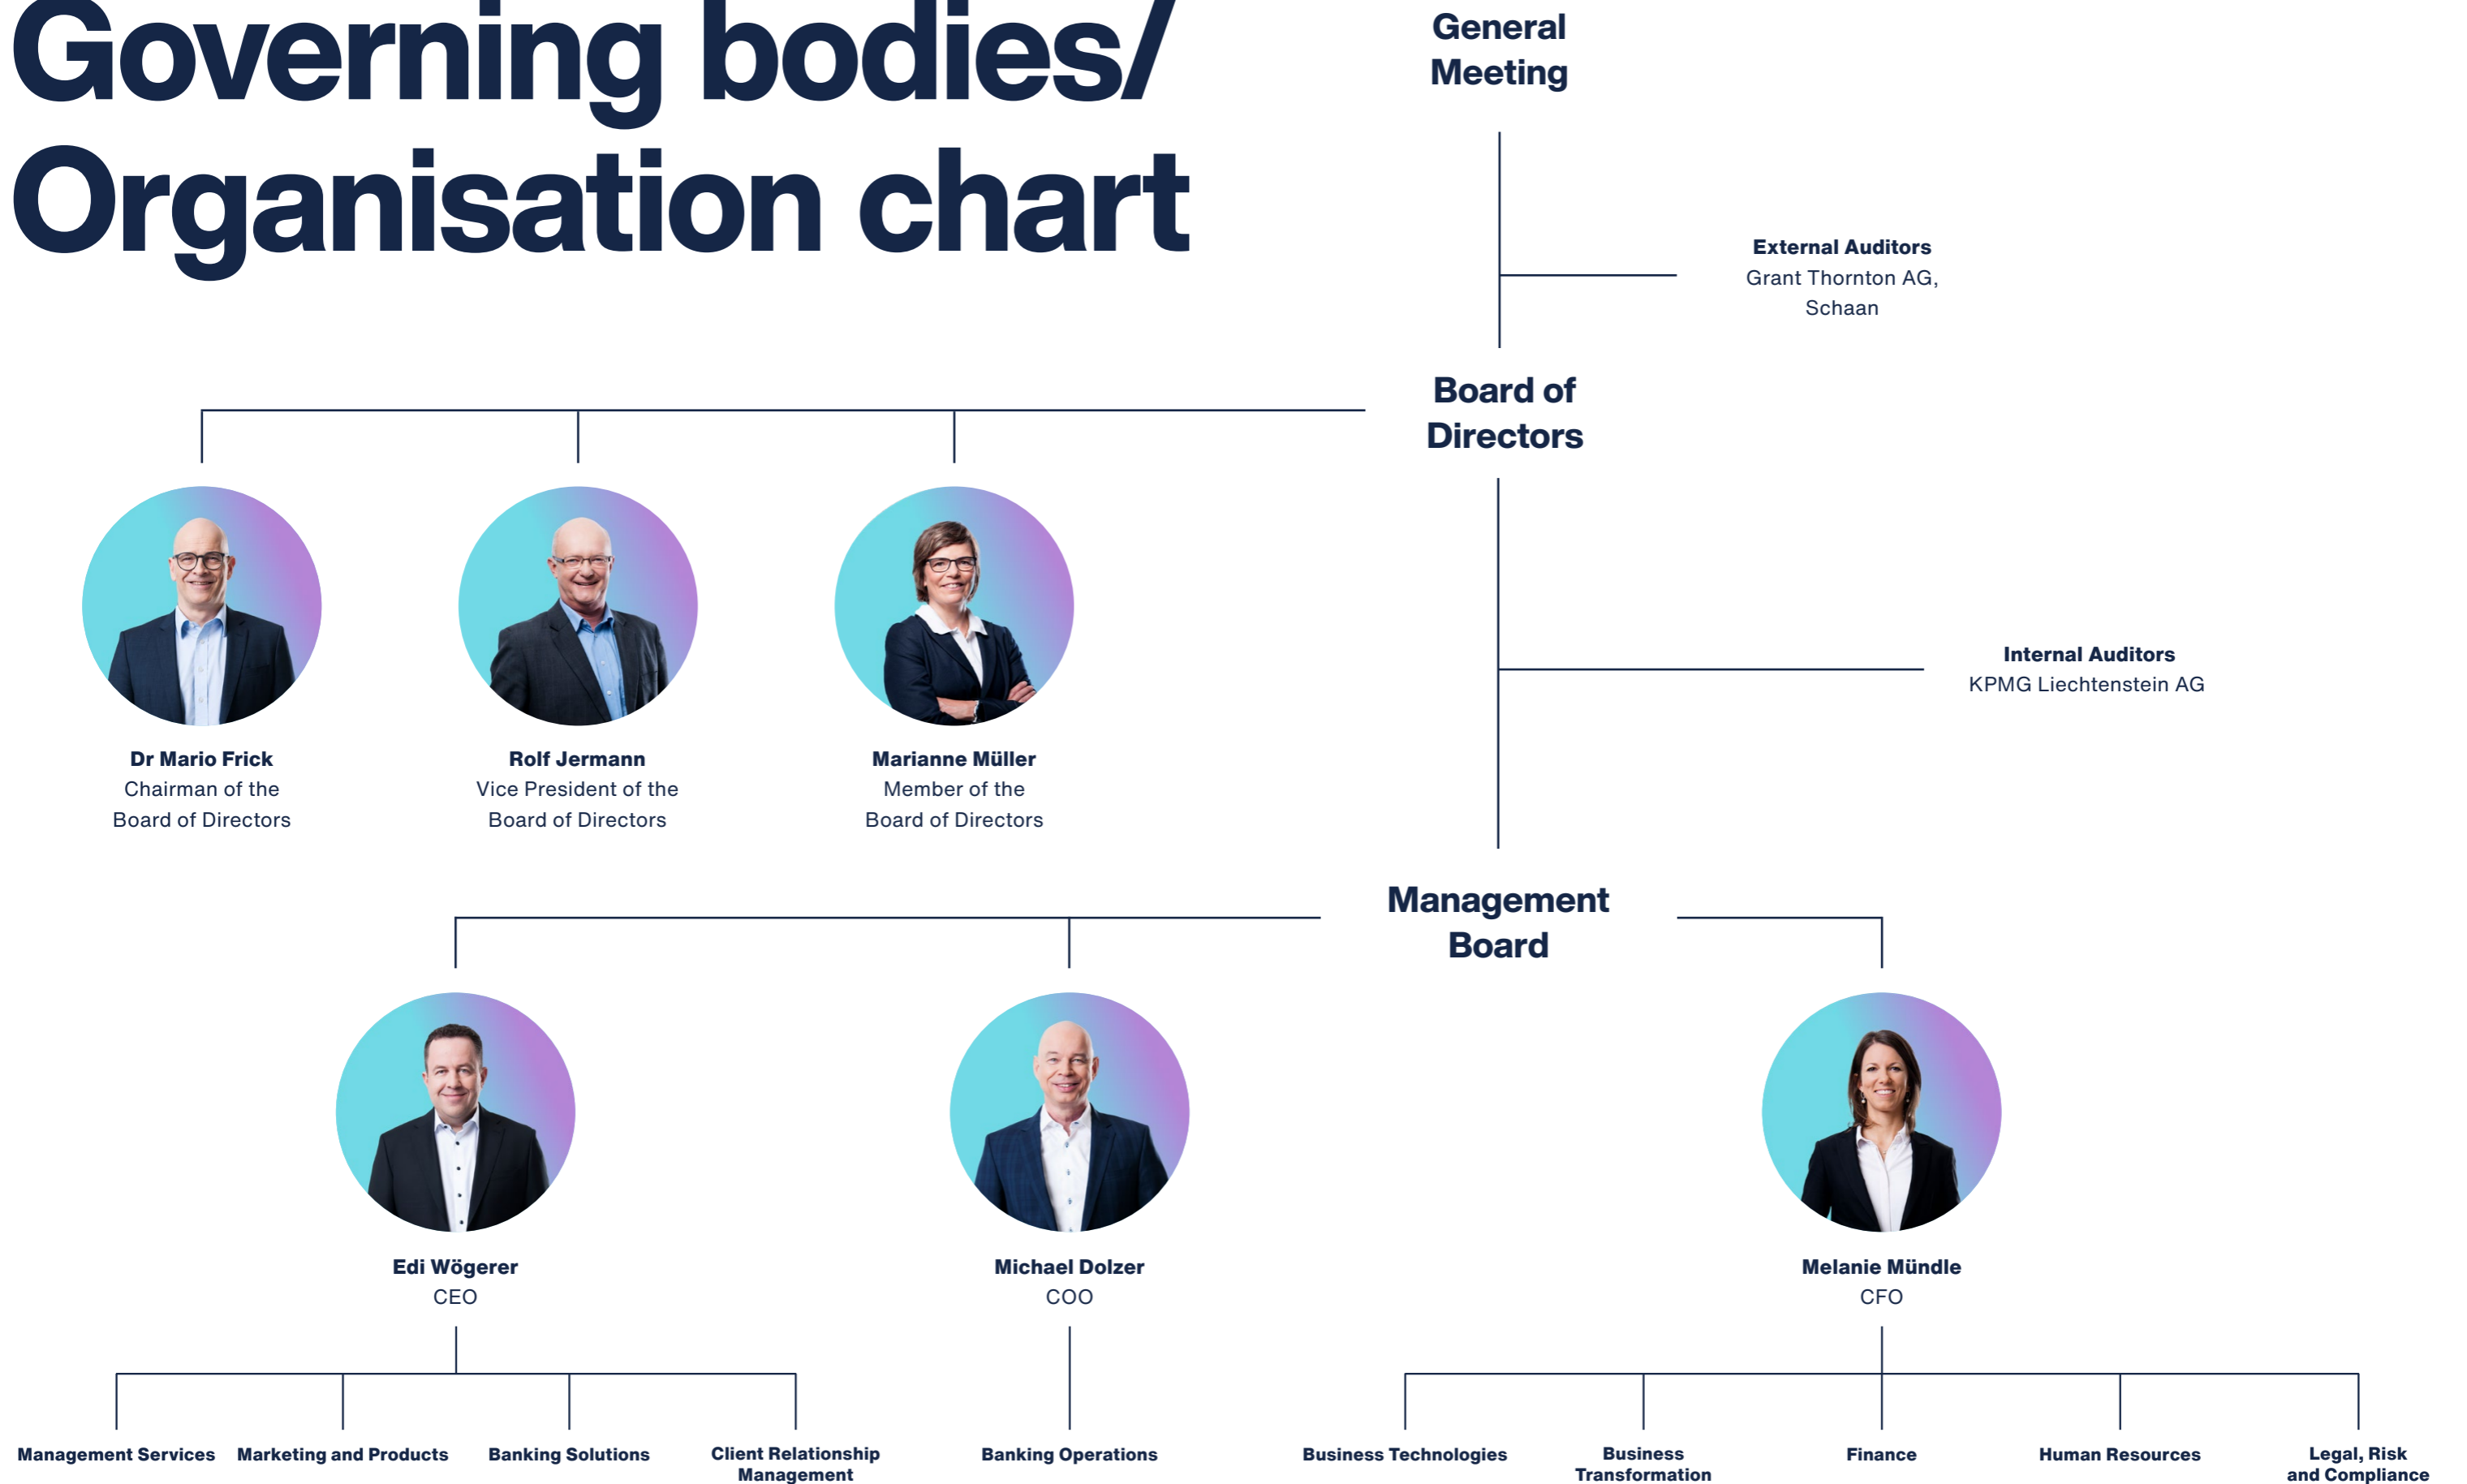 Governing bodies/
Organisation chart
General
Meeting
External Auditors
Grant Thornton AG,
Schaan
Board of
Directors
Dr Mario Frick
Chairman of the
Board of Directors
Rolf Jermann
Vice President of the
Board of Directors
Marianne Müller
Member of the
Board of Directors
Internal Auditors
KPMG Liechtenstein AG
Management
Board
Edi Wögerer
CEO
Michael Dolzer
COO
Melanie Mündle
CFO
Management Services
Marketing and Products
Banking Solutions
Client Relationship
Management
Banking Operations
Business Technologies
Business
Transformation
Finance
Human Resources
Legal, Risk
and Compliance